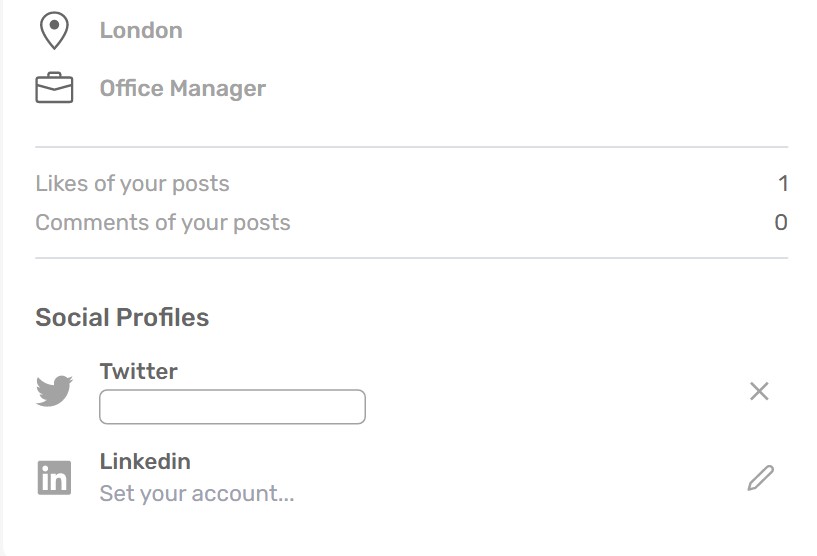 London
Office Manager
Likes of your posts 1
Comments of your posts 0
Social Profiles
Twitter
in Linkedin
Set your account...